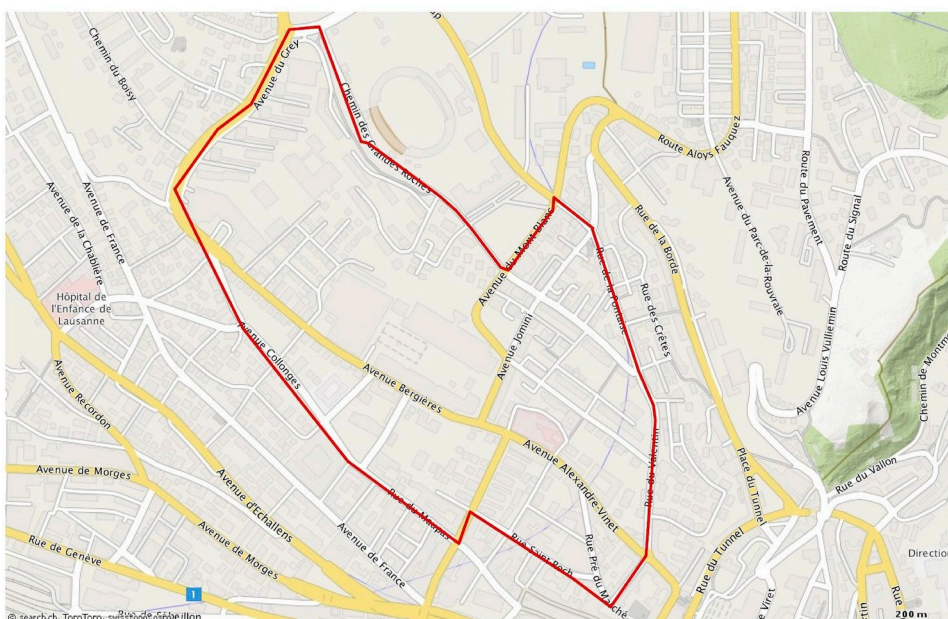 Chemin du Boisy
Avenue du Grey
Chemin des Grandes Roches
Route Aloys Fauquez
Route du Pavement
Route du Signal
Avenue du Parc-de-la-Rouvraie
Avenue de France
Avenue de la Chablière
Rue de la Borde
Avenue du Mont Blanc
Rue de la Pontaise
Rue des Crêtes
Hôpital de
l'Enfance de
Lausanne
Avenue Jomini
Avenue Louis Vulliemin
Avenue Collonges
Avenue Bergières
Avenue Recordon
Avenue Alexandre-Vinet
Rue du Valentin
Place du Tunnel
Rue du Vallon
Avenue de Morges
Avenue d'Echallens
Rue du Maupas
Avenue de France
Rue Saint Roch
Rue Pré du Marché
Rue du Tunnel
Rue de Genève
Avenue de Morges
1
Rue
200 m